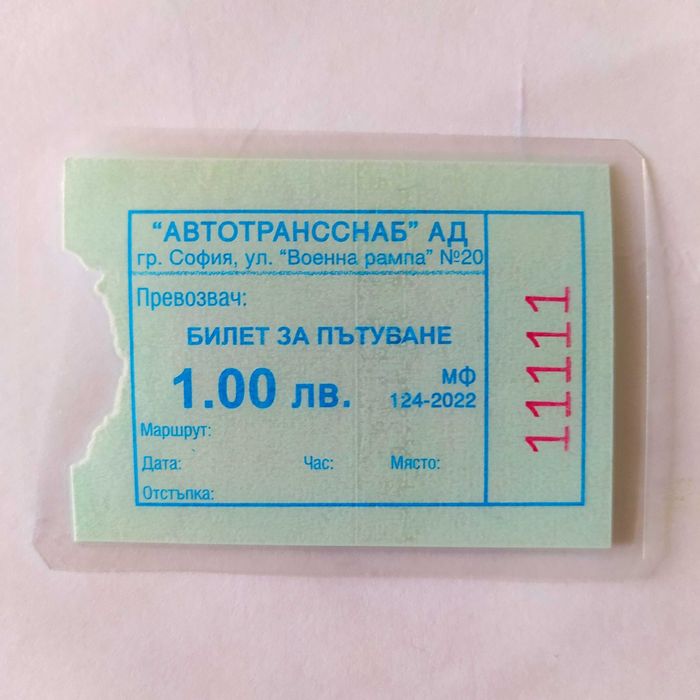 "АВТОТРАНССНАБ" АД
гр. София, ул. "Военна рампа" №20
Превозвач:
БИЛЕТ ЗА ПЪТУВАНЕ
1.00 лв.
МФ
124-2022
Маршрут:
Дата: Час: Място:
Отстъпка:
11111